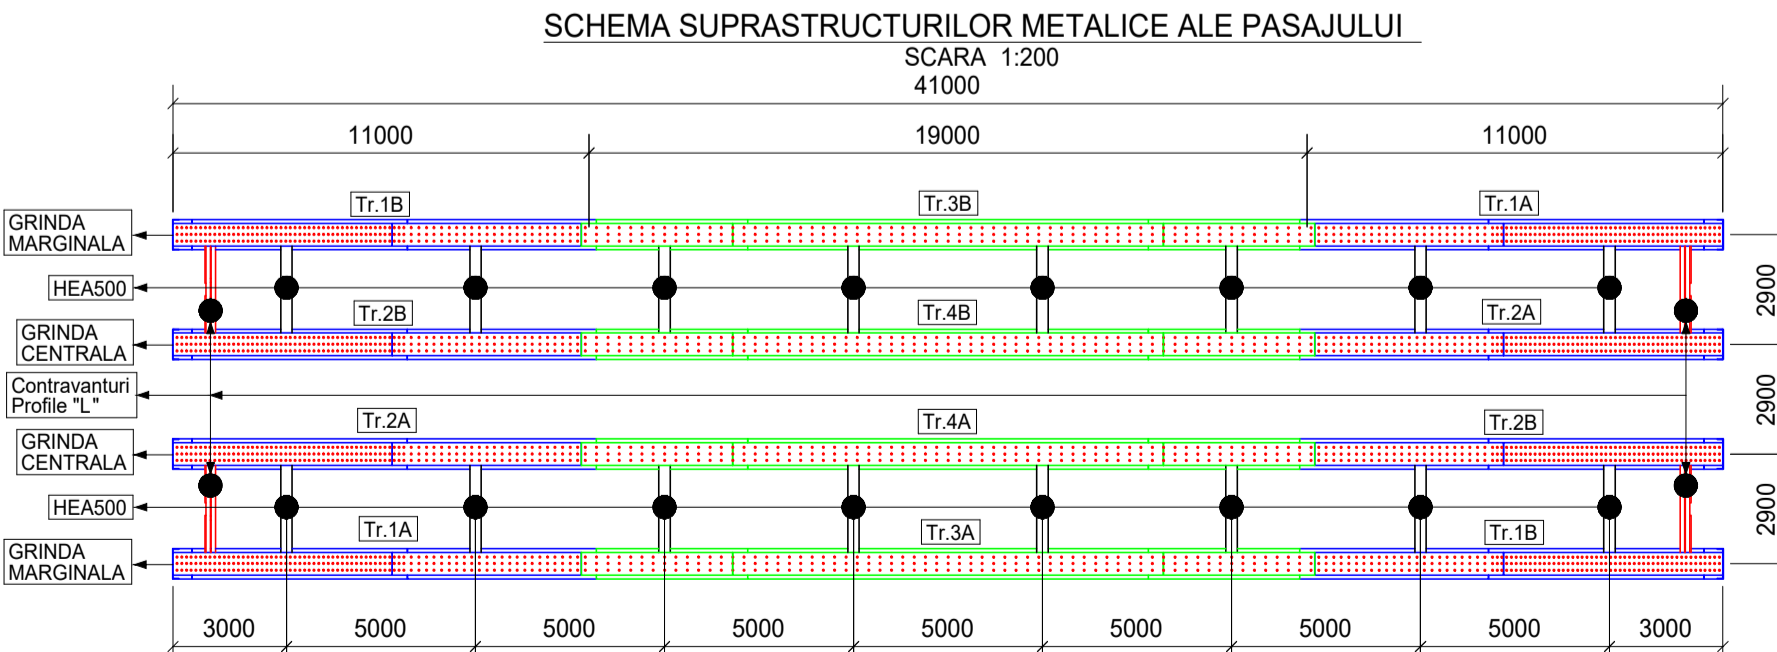 SCHEMA SUPRASTRUCTURILOR METALICE ALE PASAJULUI
SCARA 1:200
41000
11000 19000 11000
Tr.1B Tr.3B Tr.1A
GRINDA
MARGINALA
HEA500
2900
Tr.2B Tr.4B Tr.2A
GRINDA
CENTRALA
Contravanturi
Profile "L"
2900
Tr.2A Tr.4A Tr.2B
GRINDA
CENTRALA
HEA500
2900
Tr.1A Tr.3A Tr.1B
GRINDA
MARGINALA
3000 5000 5000 5000 5000 5000 5000 5000 3000